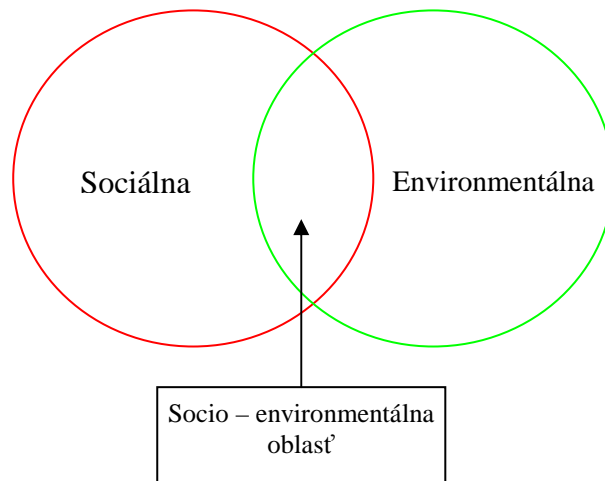 Sociálna
Environmentálna
Socio – environmentálna
oblasť